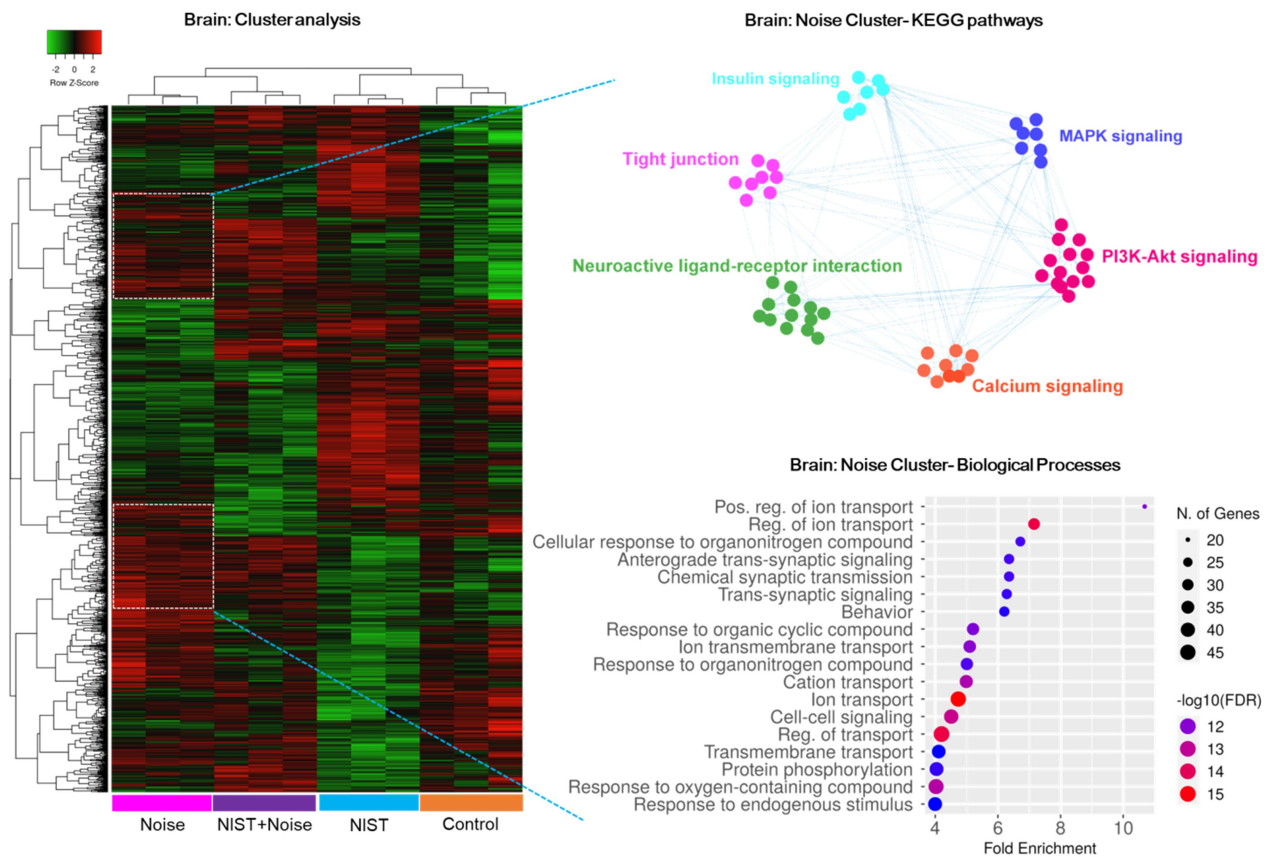 Brain: Cluster analysis
-2 0 2
Row Z-Score
Noise
NIST+Noise
NIST
Control
Brain: Noise Cluster- KEGG pathways
Insulin signaling
MAPK signaling
Tight junction
PI3K-Akt signaling
Neuroactive ligand-receptor interaction
Calcium signaling
Brain: Noise Cluster- Biological Processes
Pos. reg. of ion transport
Reg. of ion transport
Cellular response to organonitrogen compound
Anterograde trans-synaptic signaling
Chemical synaptic transmission
Trans-synaptic signaling
Behavior
Response to organic cyclic compound
Ion transmembrane transport
Response to organonitrogen compound
Cation transport
Ion transport
Cell-cell signaling
Reg. of transport
Transmembrane transport
Protein phosphorylation
Response to oxygen-containing compound
Response to endogenous stimulus
4 6 8 10
Fold Enrichment
N. of Genes
20
25
30
35
40
45
-log10(FDR)
12
13
14
15